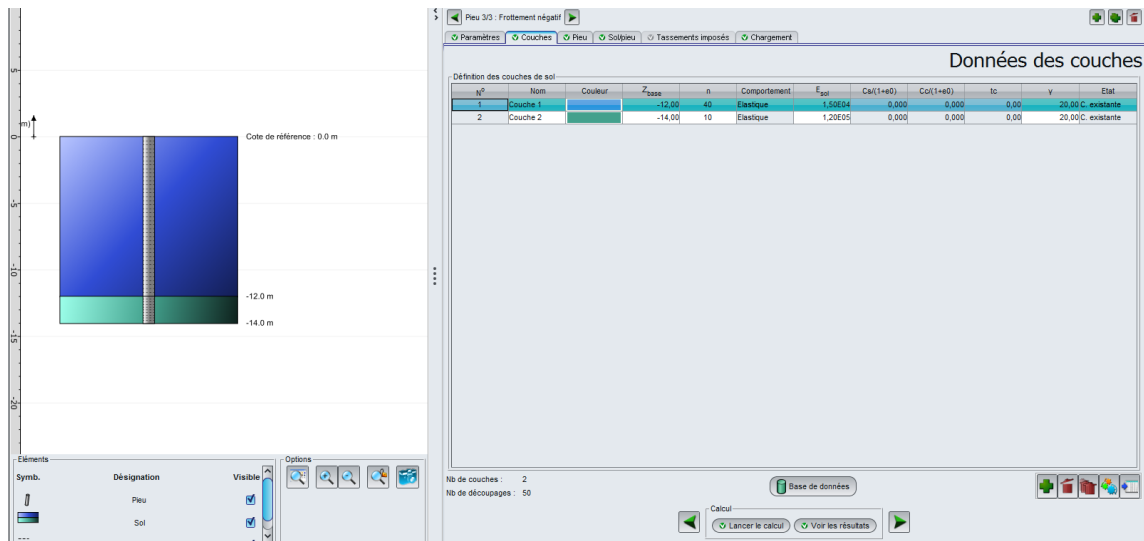 Pieu 3/3 : Frottement négatif
Paramètres Couches Pieu Sol/pieu Tassements imposés Chargement
Données des couches
Définition des couches de sol
N° Nom Couleur Zbase n Comportement Esol Cs/(1+e0) Cc/(1+e0) tc γ Etat
1 Couche 1 -12,00 40 Elastique 1,50E04 0,000 0,000 0,00 20,00 C. existante
2 Couche 2 -14,00 10 Elastique 1,20E05 0,000 0,000 0,00 20,00 C. existante
5
m)
0
Cote de référence : 0.0 m
-5
-10
-12.0 m
-14.0 m
-15
-20
Eléments
Symb. Désignation Visible
Pieu
Sol
Options
Nb de couches : 2
Nb de découpages : 50
Base de données
Calcul
Lancer le calcul Voir les résultats